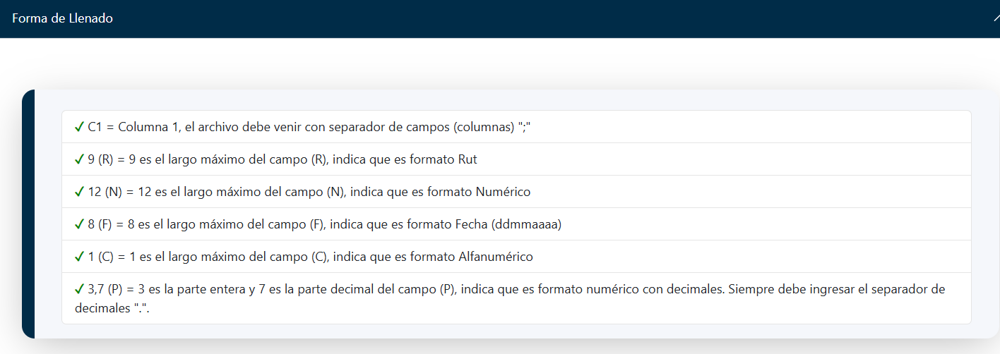 Forma de Llenado
✓ C1 = Columna 1, el archivo debe venir con separador de campos (columnas) ";"
✓ 9 (R) = 9 es el largo máximo del campo (R), indica que es formato Rut
✓ 12 (N) = 12 es el largo máximo del campo (N), indica que es formato Numérico
✓ 8 (F) = 8 es el largo máximo del campo (F), indica que es formato Fecha (ddmmaaaa)
✓ 1 (C) = 1 es el largo máximo del campo (C), indica que es formato Alfanumérico
✓ 3,7 (P) = 3 es la parte entera y 7 es la parte decimal del campo (P), indica que es formato numérico con decimales. Siempre debe ingresar el separador de
decimales ".".